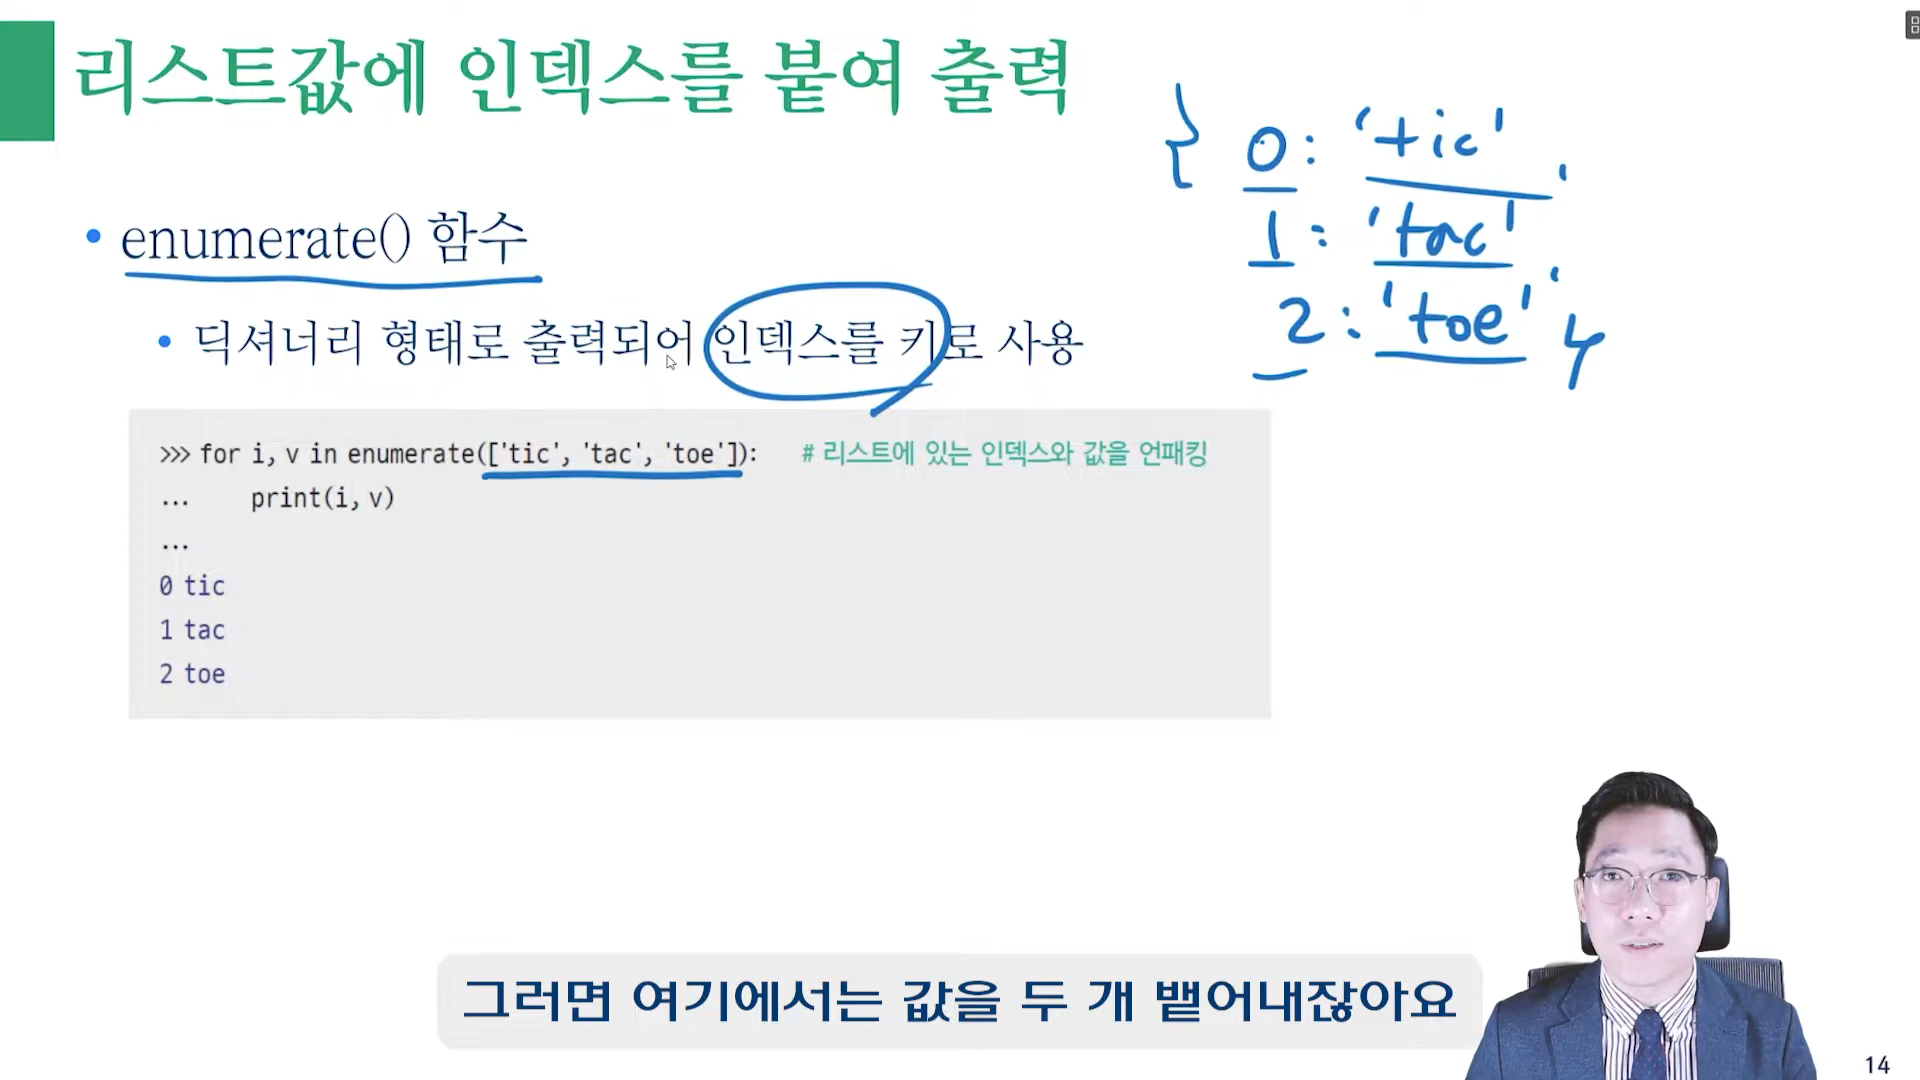 리스트값에 인덱스를 붙여 출력
{ 0: 'tic',
1: 'tac',
2: 'toe' }
• enumerate() 함수
• 딕셔너리 형태로 출력되어 인덱스를 키로 사용
>>> for i, v in enumerate(['tic', 'tac', 'toe']): # 리스트에 있는 인덱스와 값을 언패킹
... print(i, v)
...
0 tic
1 tac
2 toe
그러면 여기에서는 값을 두 개 뱉어내잖아요
14